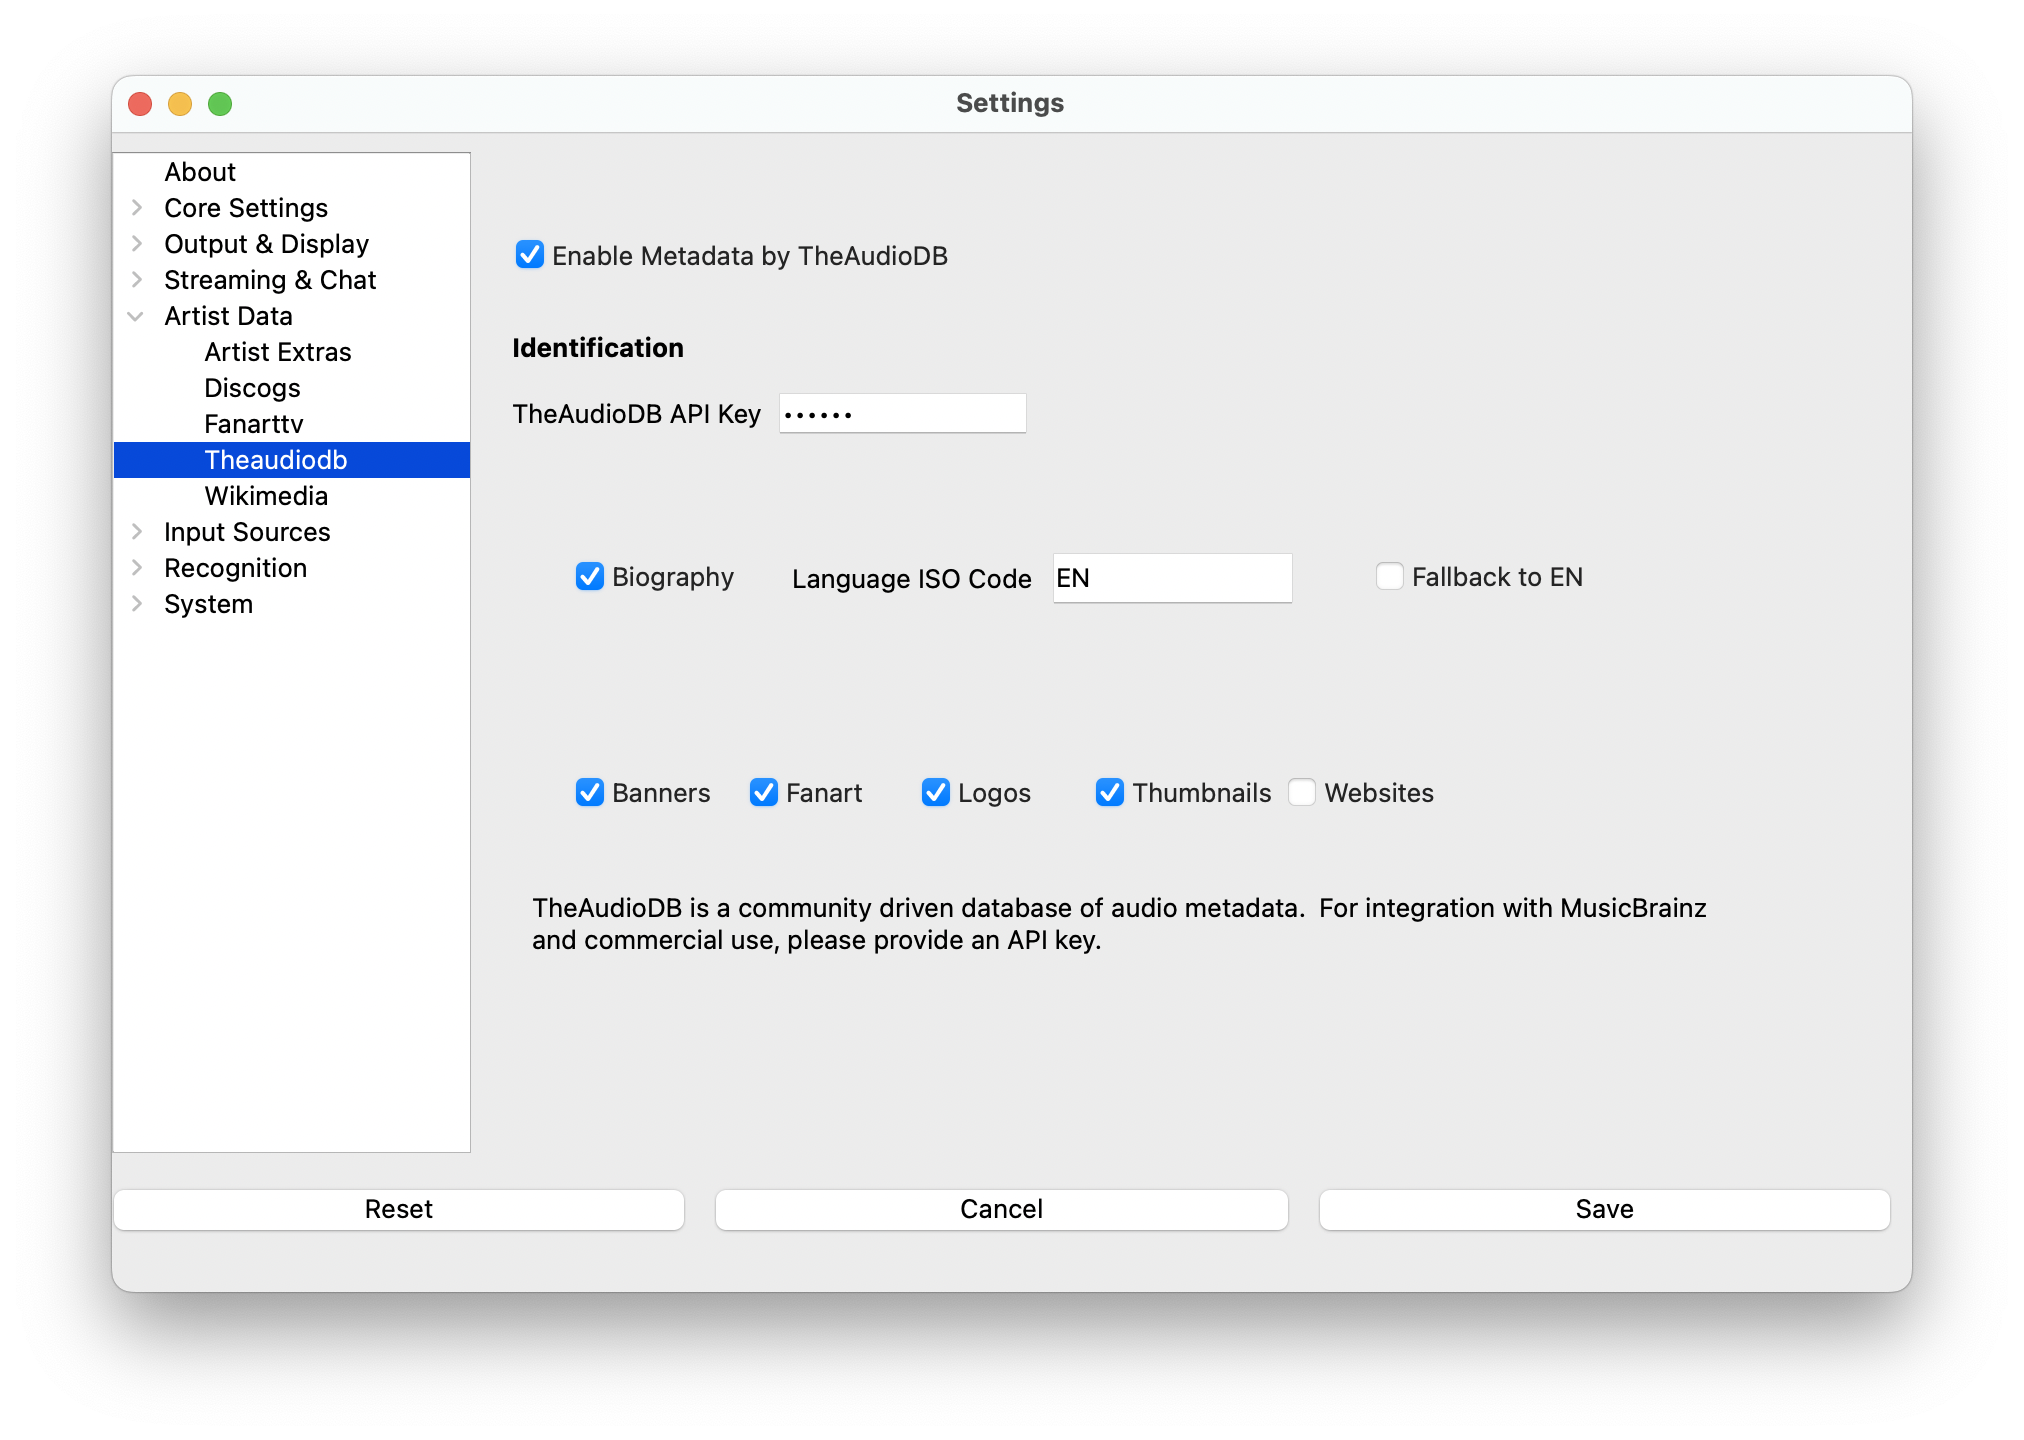 Settings
About
Core Settings
Output & Display
Streaming & Chat
Artist Data
Artist Extras
Discogs
Fanarttv
Theaudiodb
Wikimedia
Input Sources
Recognition
System
Enable Metadata by TheAudioDB
Identification
TheAudioDB API Key ••••••
Biography Language ISO Code EN Fallback to EN
Banners Fanart Logos Thumbnails Websites
TheAudioDB is a community driven database of audio metadata.  For integration with MusicBrainz
and commercial use, please provide an API key.
Reset Cancel Save